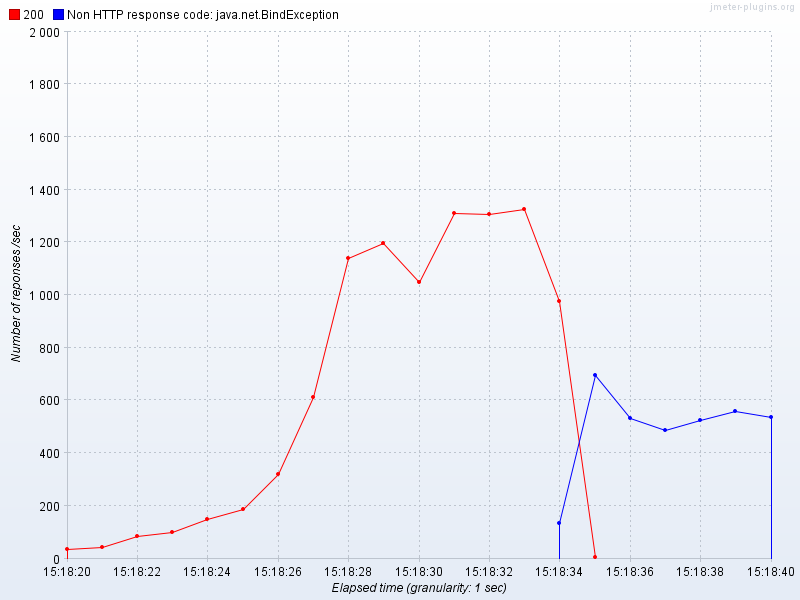 jmeter-plugins.org
200 Non HTTP response code: java.net.BindException
2 000
1 800
1 600
1 400
1 200
1 000
800
600
400
200
0
Number of reponses /sec
15:18:20 15:18:22 15:18:24 15:18:26 15:18:28 15:18:30 15:18:32 15:18:34 15:18:36 15:18:38 15:18:40
Elapsed time (granularity: 1 sec)